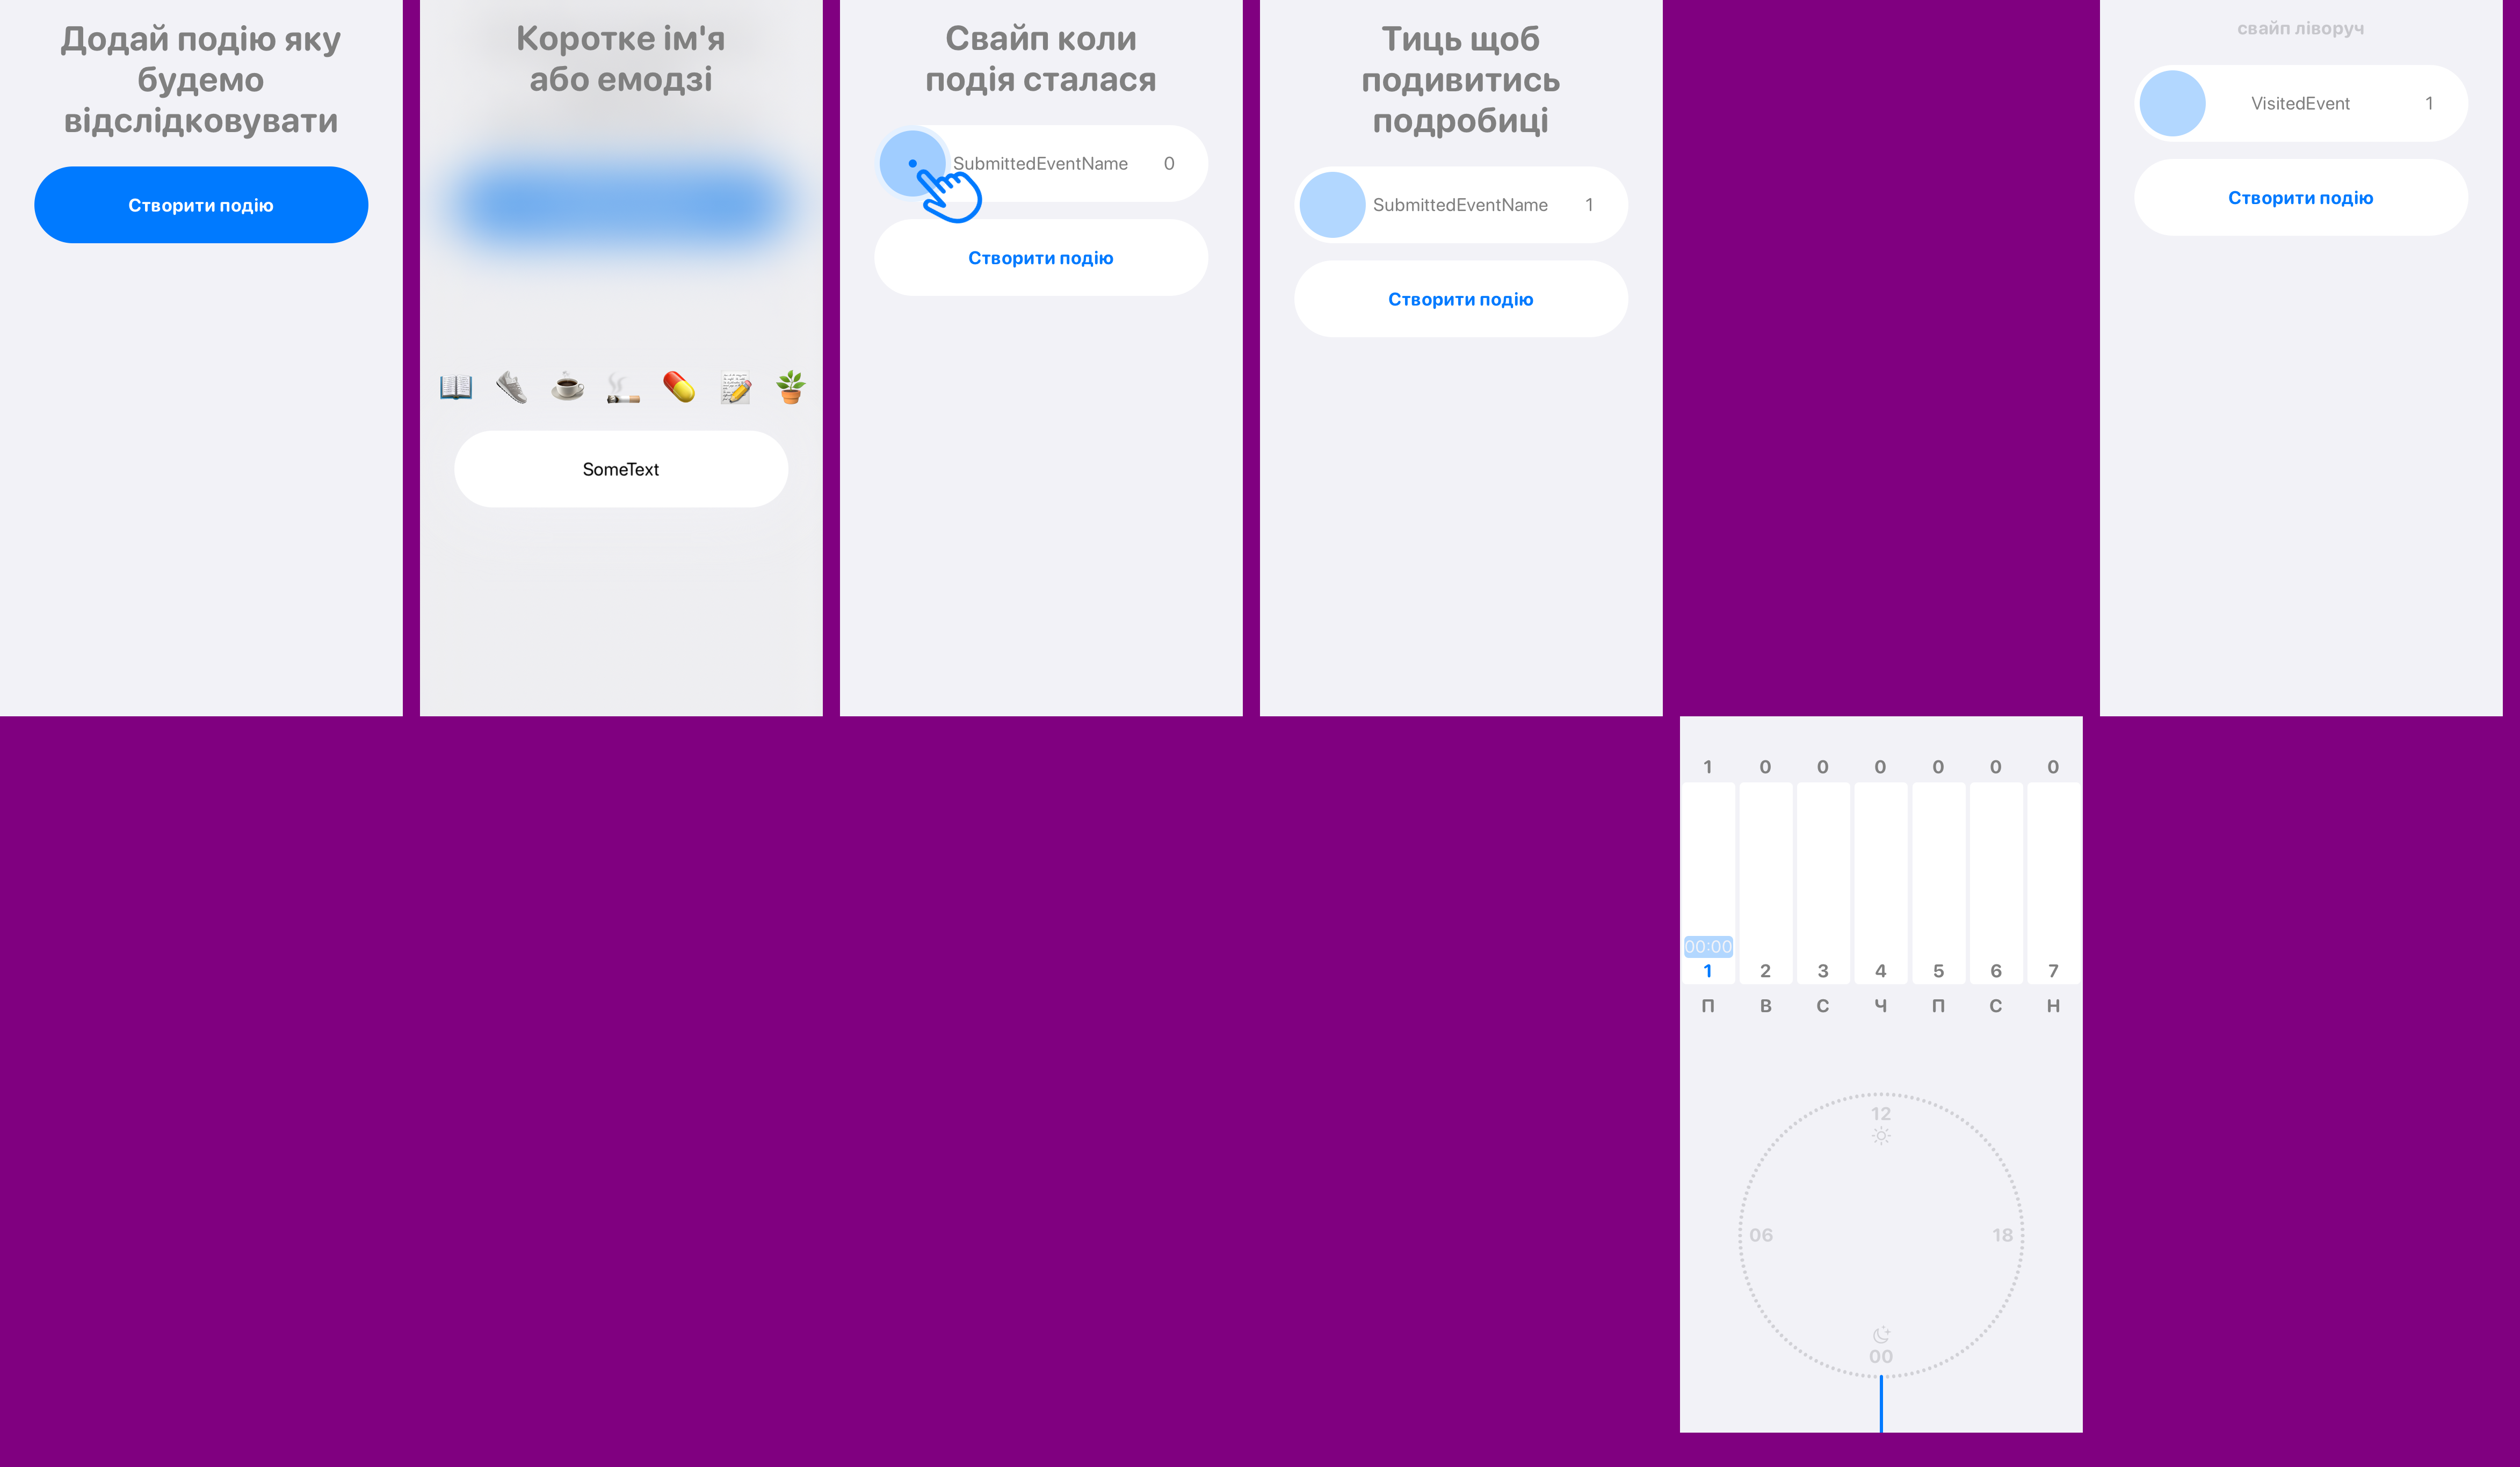 Додай подію яку
будемо
відслідковувати
Створити подію
Коротке ім'я
або емодзі
SomeText
Свайп коли
подія сталася
SubmittedEventName 0
Створити подію
Тиць щоб
подивитись
подробиці
SubmittedEventName 1
Створити подію
свайп ліворуч
VisitedEvent 1
Створити подію
1 0 0 0 0 0 0
00:00
1 2 3 4 5 6 7
П В С Ч П С Н
12
06 18
00